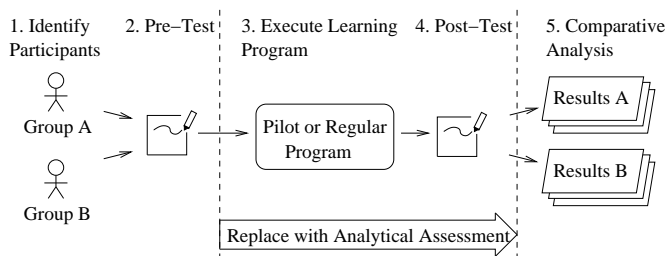 1. Identify Participants
2. Pre-Test
3. Execute Learning Program
4. Post-Test
5. Comparative Analysis
Group A
Group B
Pilot or Regular
Program
Results A
Results B
Replace with Analytical Assessment